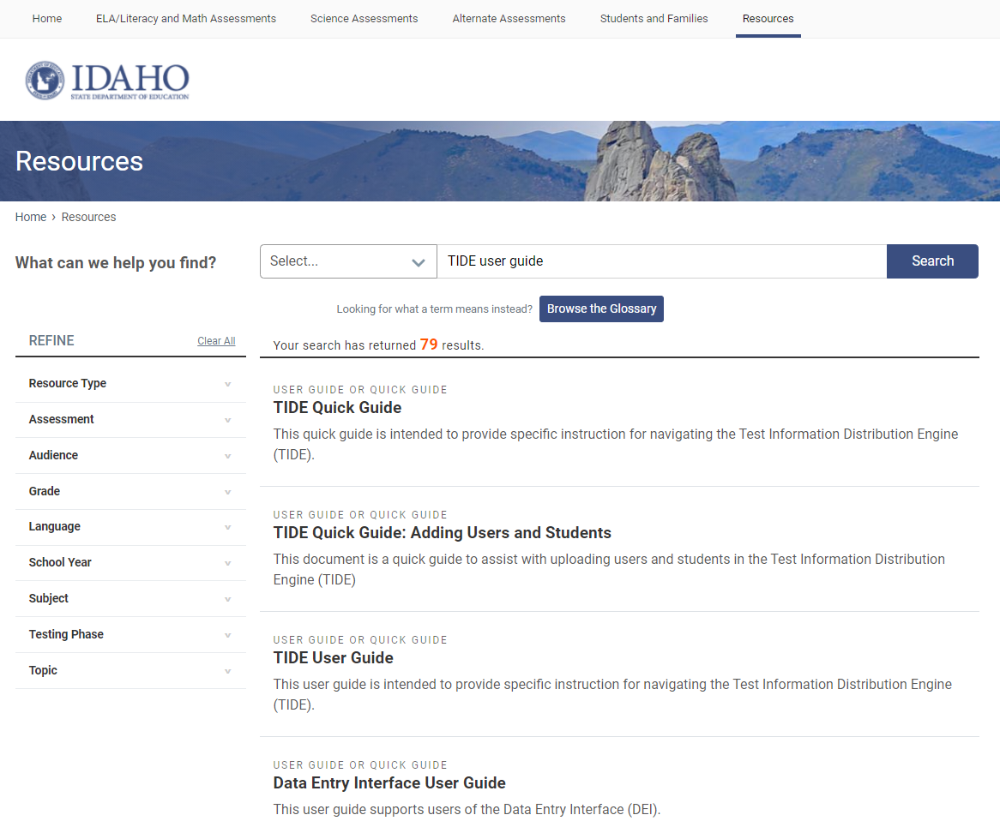 Home ELA/Literacy and Math Assessments Science Assessments Alternate Assessments Students and Families Resources
IDAHO
STATE DEPARTMENT OF EDUCATION
Resources
Home › Resources
What can we help you find?
Select...
TIDE user guide
Search
Looking for what a term means instead? Browse the Glossary
REFINE
Clear All
Resource Type
Assessment
Audience
Grade
Language
School Year
Subject
Testing Phase
Topic
Your search has returned 79 results.
USER GUIDE OR QUICK GUIDE
TIDE Quick Guide
This quick guide is intended to provide specific instruction for navigating the Test Information Distribution Engine
(TIDE).
USER GUIDE OR QUICK GUIDE
TIDE Quick Guide: Adding Users and Students
This document is a quick guide to assist with uploading users and students in the Test Information Distribution
Engine (TIDE)
USER GUIDE OR QUICK GUIDE
TIDE User Guide
This user guide is intended to provide specific instruction for navigating the Test Information Distribution Engine
(TIDE).
USER GUIDE OR QUICK GUIDE
Data Entry Interface User Guide
This user guide supports users of the Data Entry Interface (DEI).